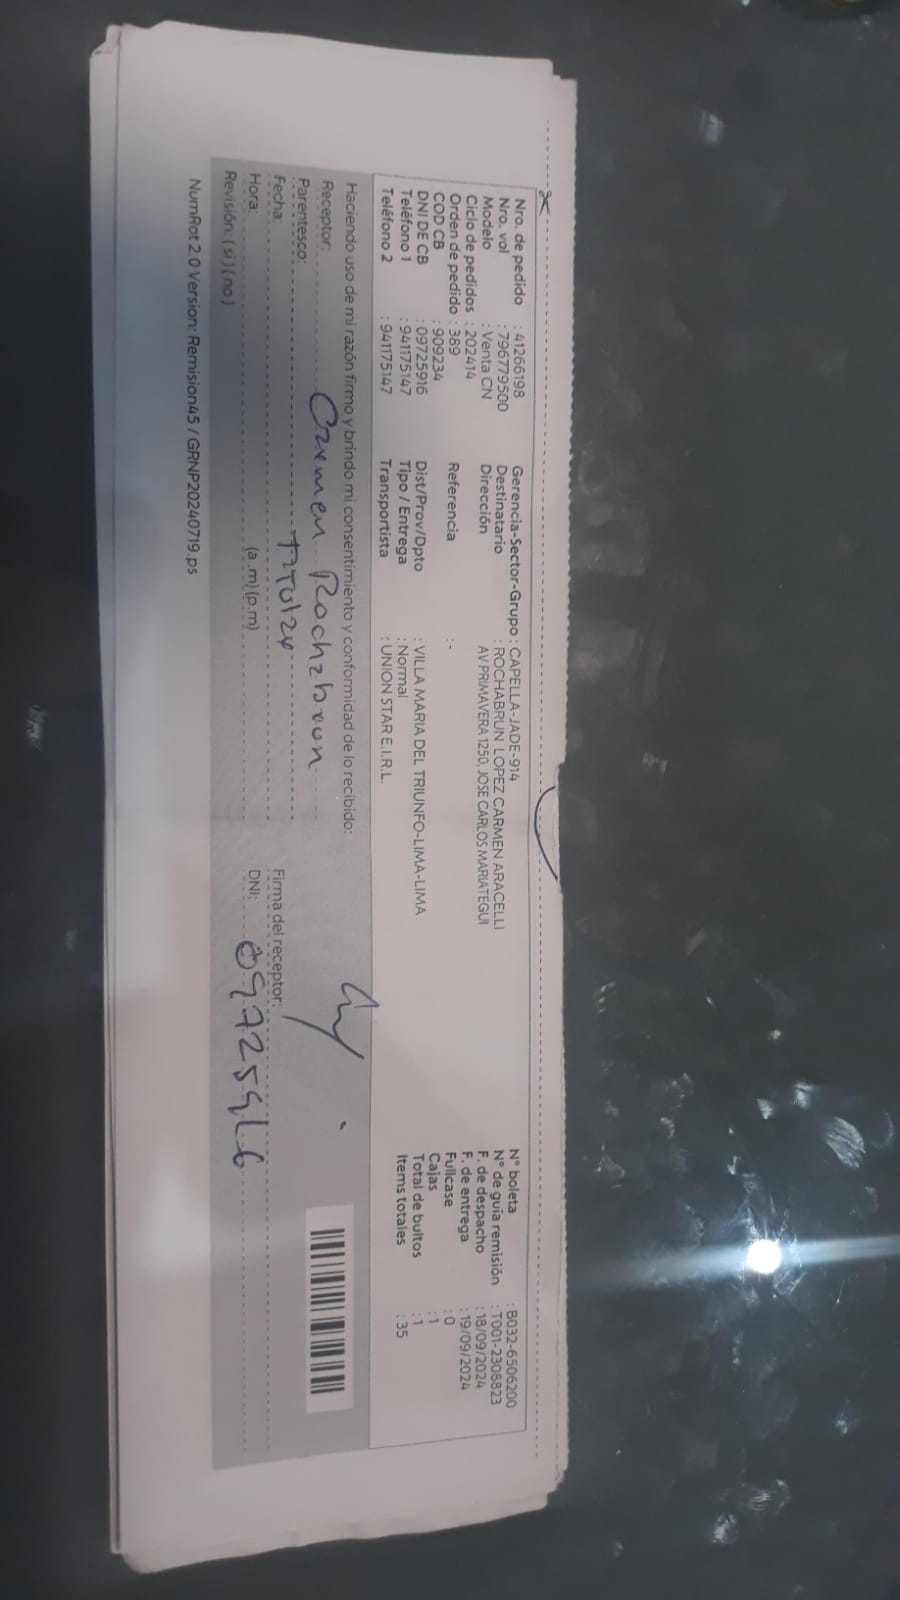 Nro. de pedido : 41266198
Nro. vol : 796779500
Modelo : Venta CN
Ciclo de pedidos : 202414
Orden de pedido : 389
COD CB : 909234
DNI DE CB : 09725916
Teléfono 1 : 941175147
Teléfono 2 : 941175147
Gerencia-Sector-Grupo : CAPELLA-JADE-914
Destinatario : ROCHABRUN LOPEZ CARMEN ARACELLI
Dirección AV PRIMAVERA 1250, JOSE CARLOS MARIATEGUI
Referencia : -
Dist/Prov/Dpto : VILLA MARIA DEL TRIUNFO-LIMA-LIMA
Tipo / Entrega : Normal
Transportista : UNION STAR E.I.R.L.
N° boleta : B032-6506200
N° de guia remisión : T001-2308823
F. de despacho : 18/09/2024
F. de entrega : 19/09/2024
Fullcase : 0
Cajas : 1
Total de bultos : 1
Items totales : 35
Haciendo uso de mi razón firmo y brindo mi consentimiento y conformidad de lo recibido:
Receptor: Carmen Rochabrun
Parentesco: Titular
Fecha:
Hora: (a.m) (p.m)
Revisión: ( si ) ( no )
Firma del receptor:
DNI: 09725916
NumRot 2.0 Version: Remision45 / GRNP20240719.ps